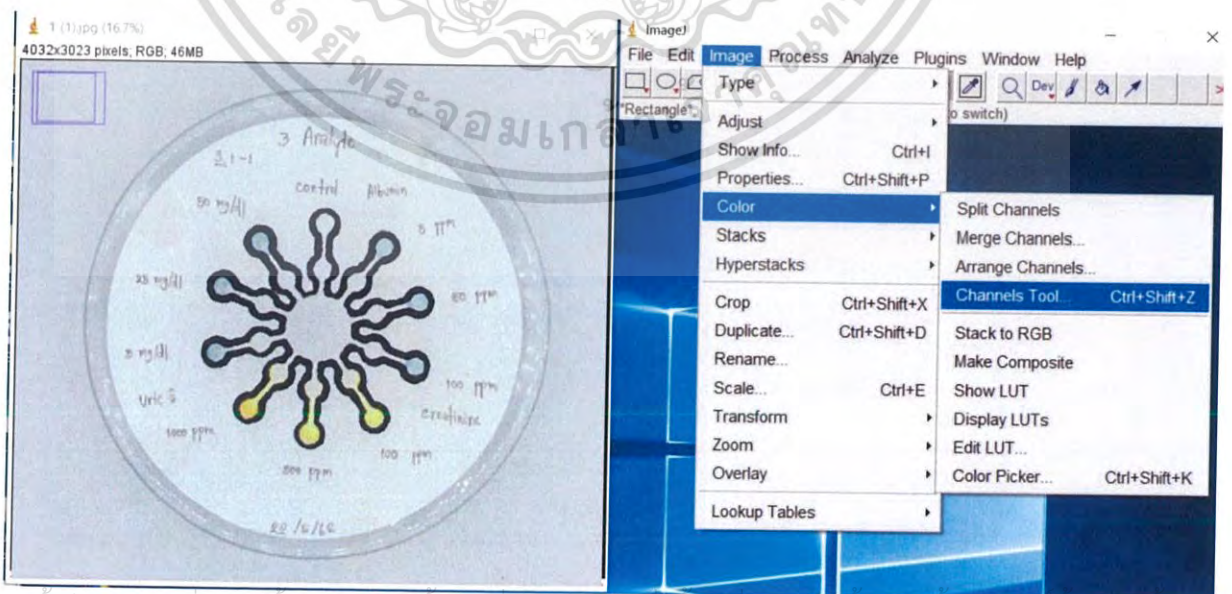 1 (1).jpg (16.7%)
4032x3023 pixels; RGB; 46MB
3 Analyte
control
Albumin
50 mg/dl
5 ppm
25 mg/dl
50 ppm
5 mg/dl
100 ppm
Uric
creatinine
1000 ppm
100 ppm
500 ppm
ImageJ
File Edit Image Process Analyze Plugins Window Help
Dev
*Rectangle*,
o switch)
Type
Adjust
Show Info... Ctrl+I
Properties... Ctrl+Shift+P
Color
Stacks
Hyperstacks
Crop Ctrl+Shift+X
Duplicate... Ctrl+Shift+D
Rename...
Scale... Ctrl+E
Transform
Zoom
Overlay
Lookup Tables
Split Channels
Merge Channels...
Arrange Channels...
Channels Tool... Ctrl+Shift+Z
Stack to RGB
Make Composite
Show LUT
Display LUTs
Edit LUT...
Color Picker... Ctrl+Shift+K